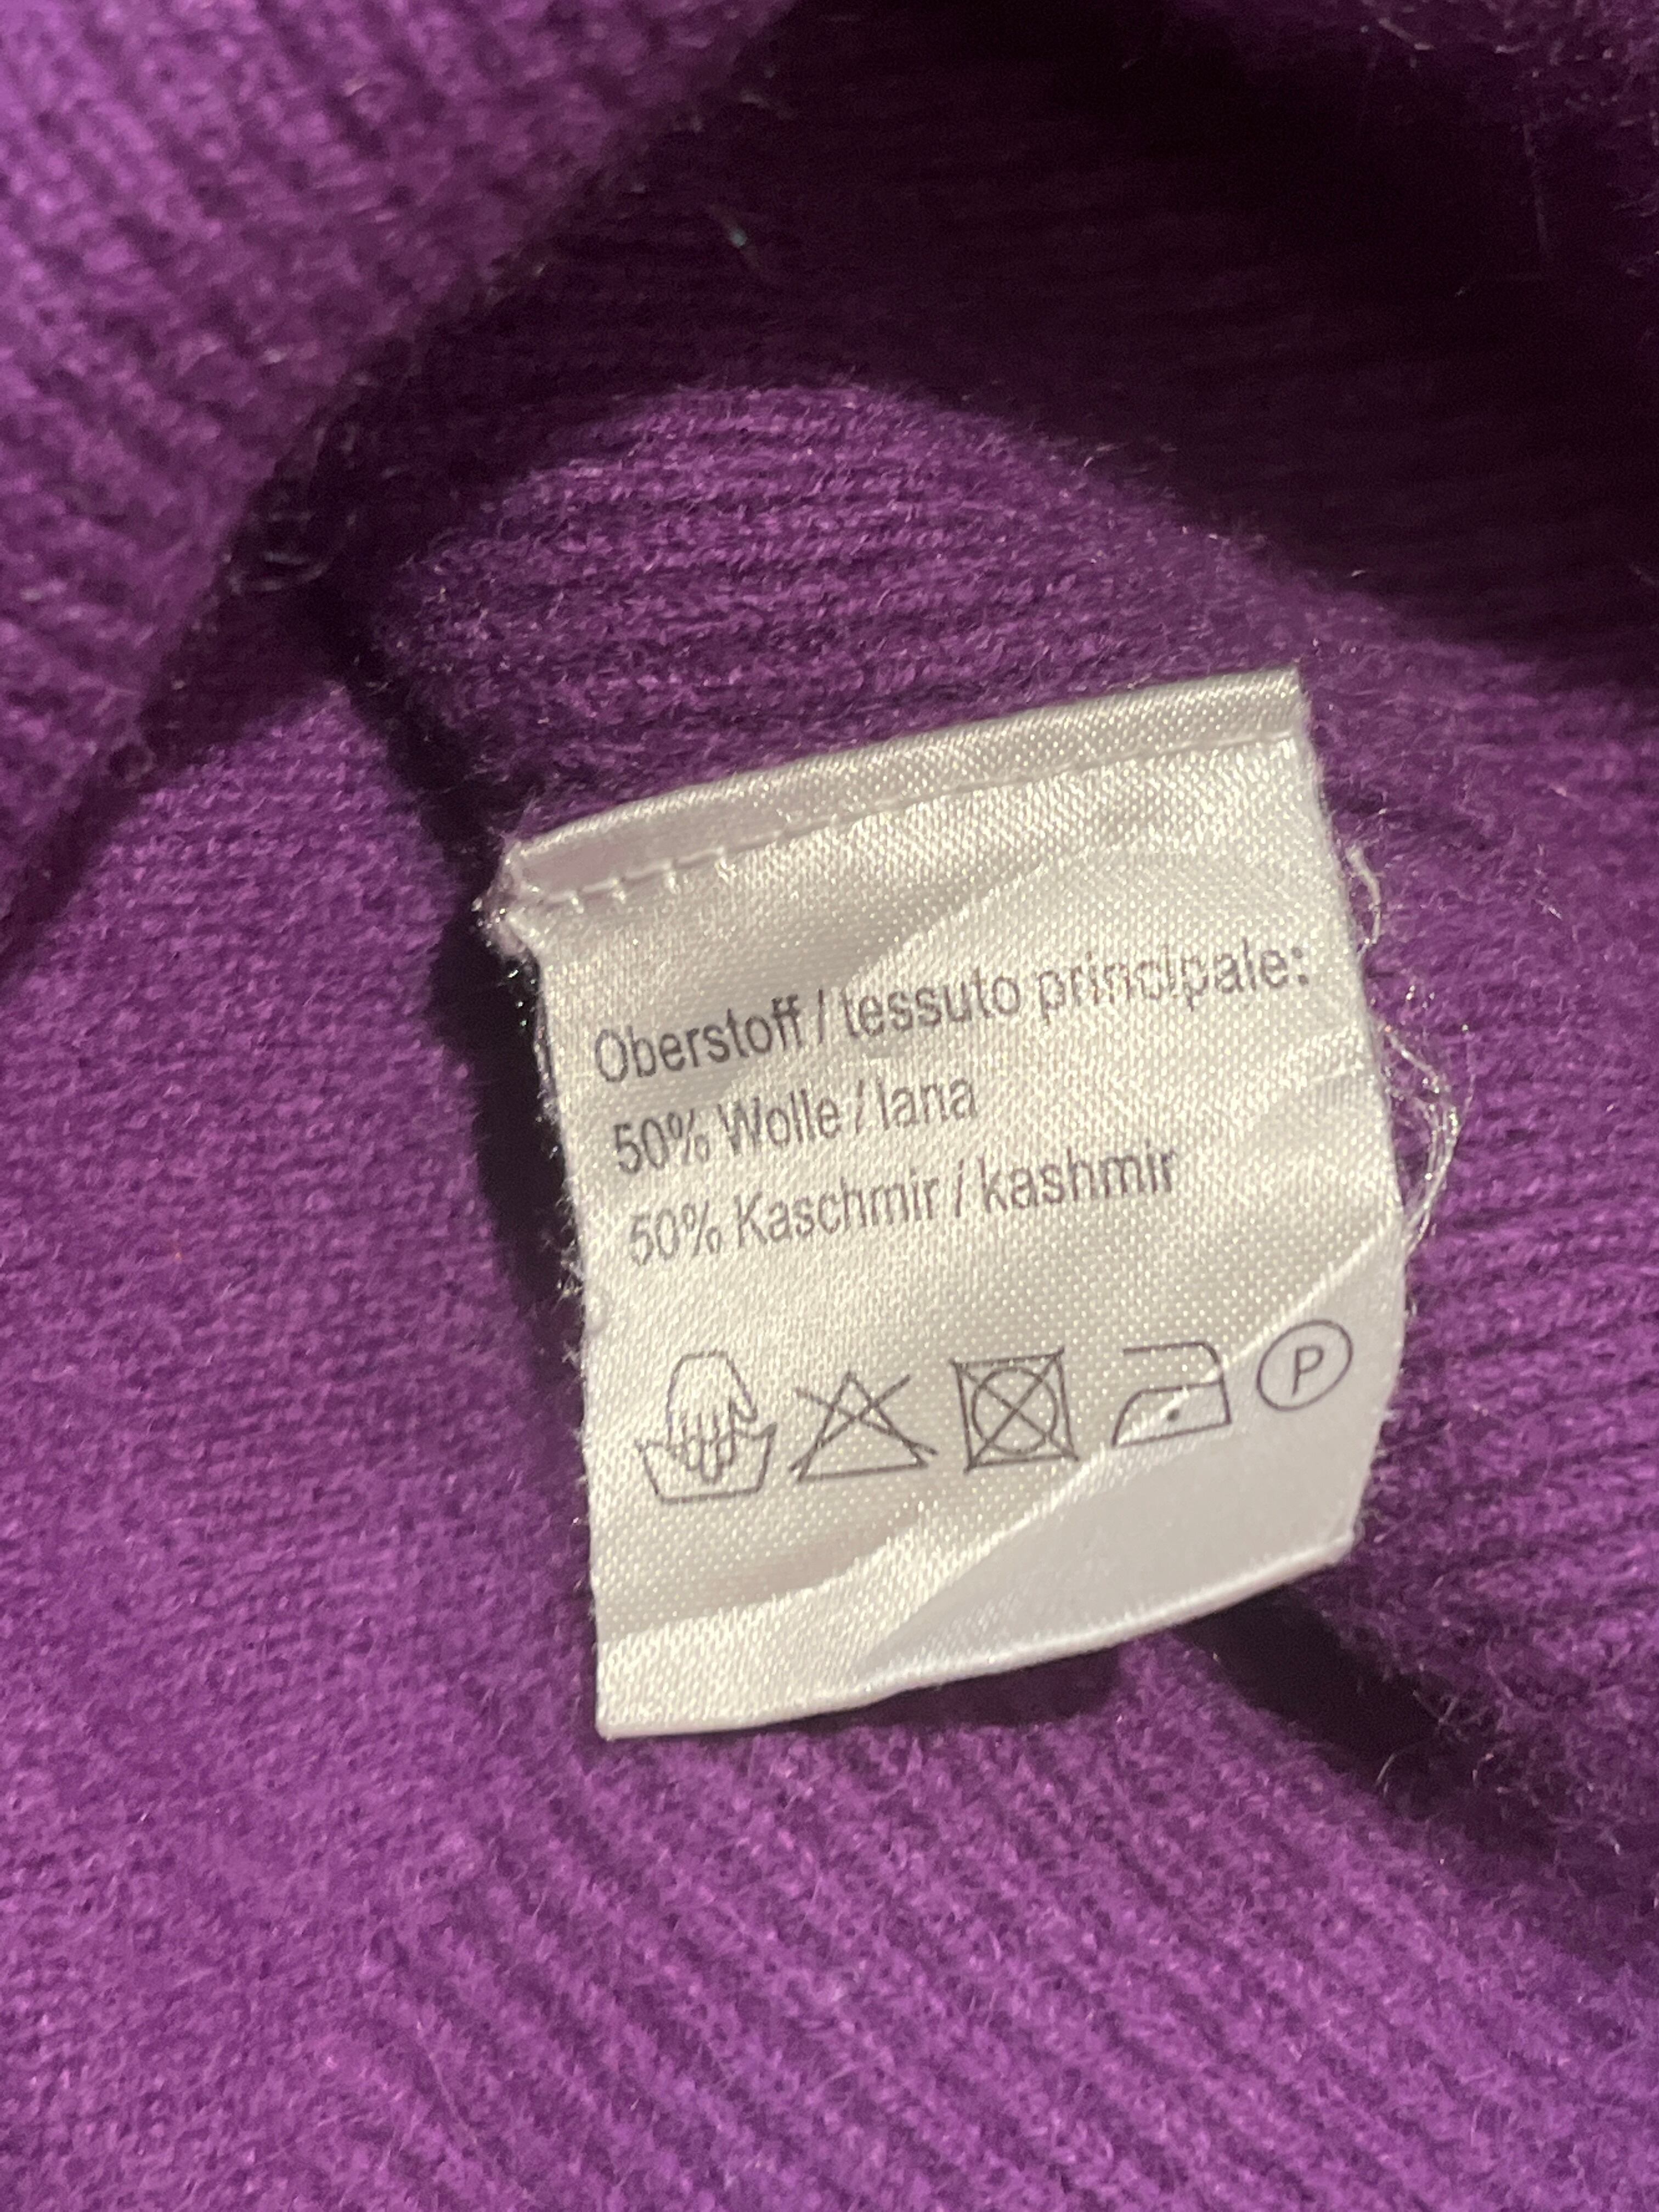 Oberstoff / tessuto principale:
50% Wolle / lana
50% Kaschmir / kashmir
P